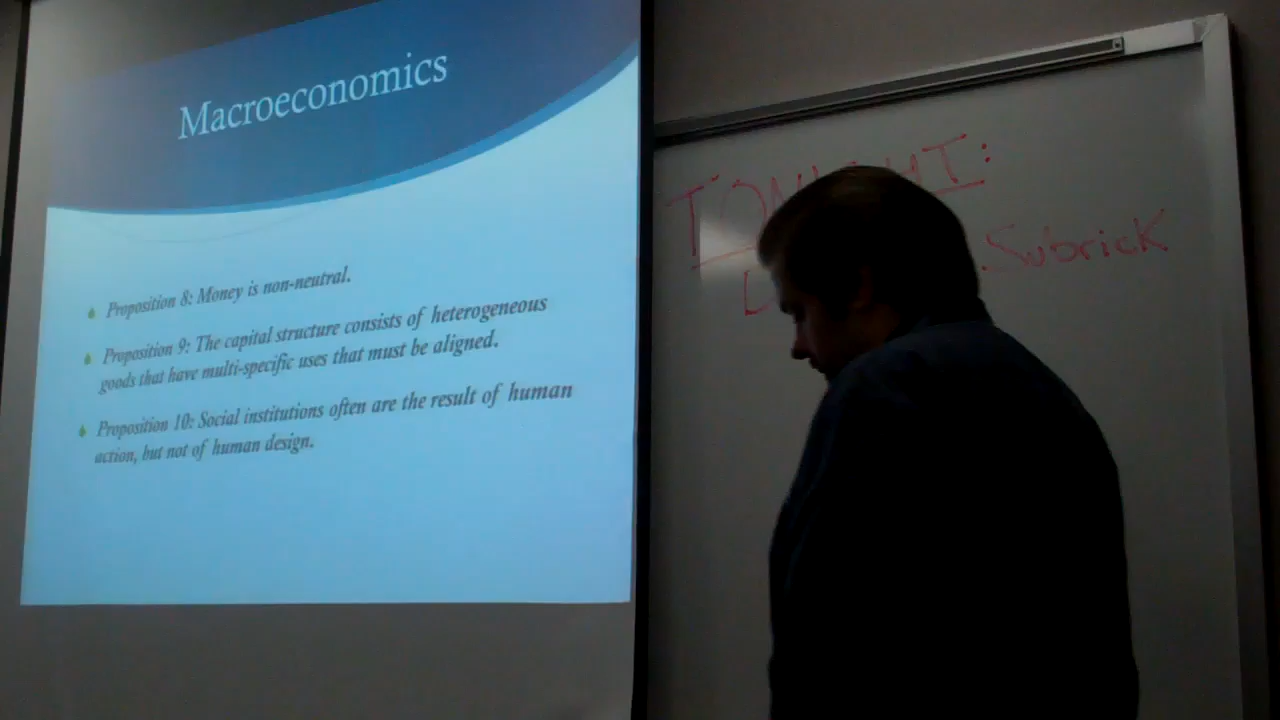 Macroeconomics
Proposition 8: Money is non-neutral.
Proposition 9: The capital structure consists of heterogeneous
goods that have multi-specific uses that must be aligned.
Proposition 10: Social institutions often are the result of human
action, but not of human design.
TONIGHT:
Subrick